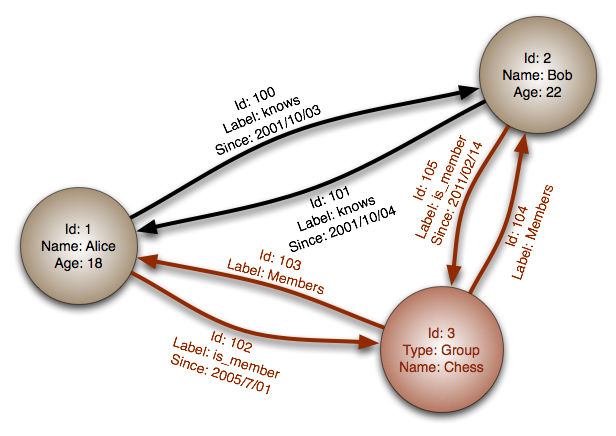 Id: 2
Name: Bob
Age: 22
Id: 100
Label: knows
Since: 2001/10/03
Id: 101
Label: knows
Since: 2001/10/04
Id: 105
Label: is_member
Since: 2011/02/14
Id: 104
Label: Members
Id: 1
Name: Alice
Age: 18
Id: 103
Label: Members
Id: 102
Label: is_member
Since: 2005/7/01
Id: 3
Type: Group
Name: Chess